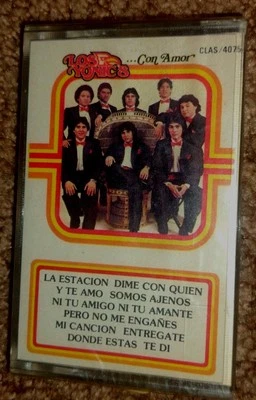 LOS YONIC'S
...Con Amor
CLAS/4075
LA ESTACION DIME CON QUIEN
Y TE AMO SOMOS AJENOS
NI TU AMIGO NI TU AMANTE
PERO NO ME ENGAÑES
MI CANCION ENTREGATE
DONDE ESTAS TE DI